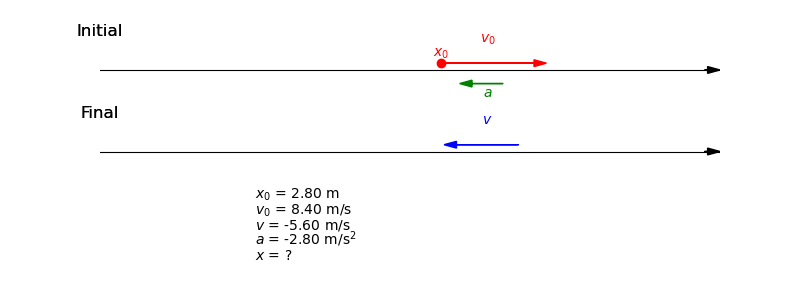 Initial
v₀
x₀
a
Final
v
x₀ = 2.80 m
v₀ = 8.40 m/s
v = -5.60 m/s
a = -2.80 m/s²
x = ?